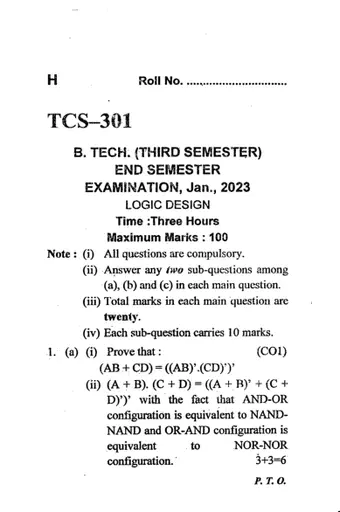 H Roll No. ................................
TCS–301
B. TECH. (THIRD SEMESTER)
END SEMESTER
EXAMINATION, Jan., 2023
LOGIC DESIGN
Time :Three Hours
Maximum Marks : 100
Note : (i) All questions are compulsory.
(ii) Answer any two sub-questions among
(a), (b) and (c) in each main question.
(iii) Total marks in each main question are
twenty.
(iv) Each sub-question carries 10 marks.
1. (a) (i) Prove that : (CO1)
(AB + CD) = ((AB)’.(CD)’)’
(ii) (A + B). (C + D) = ((A + B)’ + (C +
D)’)’ with the fact that AND-OR
configuration is equivalent to NAND-
NAND and OR-AND configuration is
equivalent to NOR-NOR
configuration. 3+3=6
P. T. O.